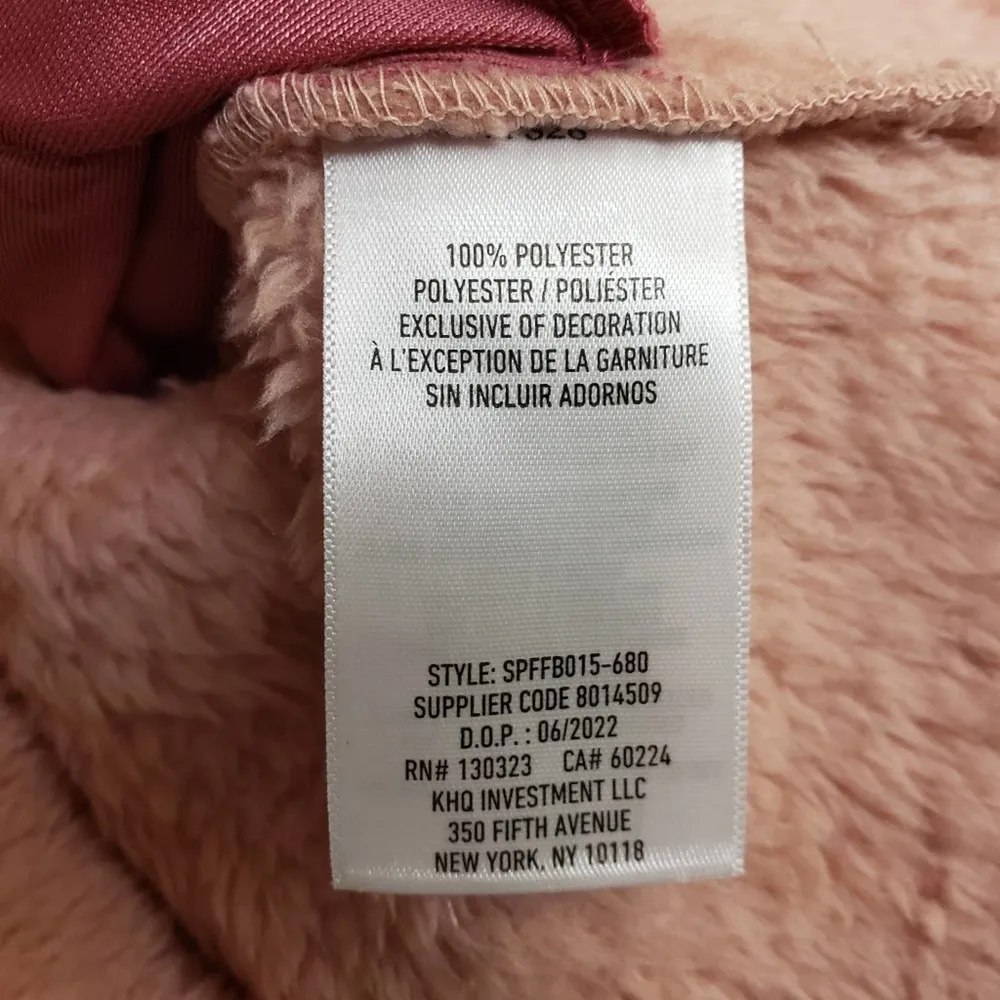 100% POLYESTER
POLYESTER / POLIÉSTER
EXCLUSIVE OF DECORATION
À L'EXCEPTION DE LA GARNITURE
SIN INCLUIR ADORNOS
STYLE: SPFFB015-680
SUPPLIER CODE 8014509
D.O.P. : 06/2022
RN# 130323 CA# 60224
KHQ INVESTMENT LLC
350 FIFTH AVENUE
NEW YORK, NY 10118